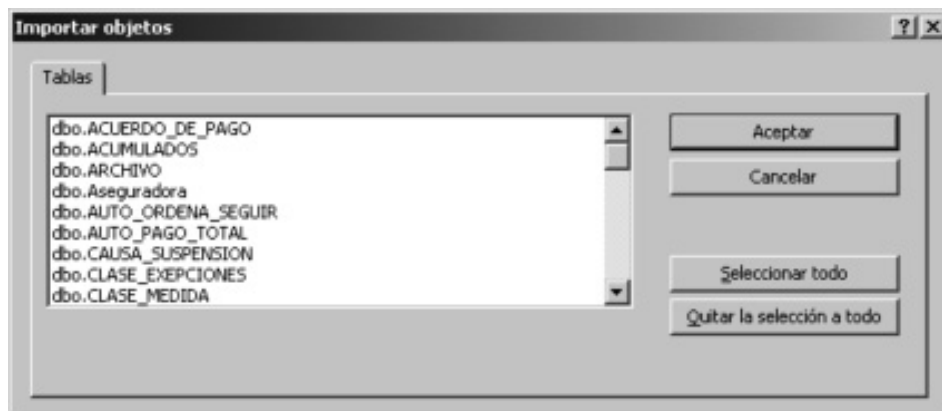 Importar objetos
Tablas
dbo.ACUERDO_DE_PAGO
dbo.ACUMULADOS
dbo.ARCHIVO
dbo.Aseguradora
dbo.AUTO_ORDENA_SEGUIR
dbo.AUTO_PAGO_TOTAL
dbo.CAUSA_SUSPENSION
dbo.CLASE_EXEPCIONES
dbo.CLASE_MEDIDA
Aceptar
Cancelar
Seleccionar todo
Quitar la selección a todo